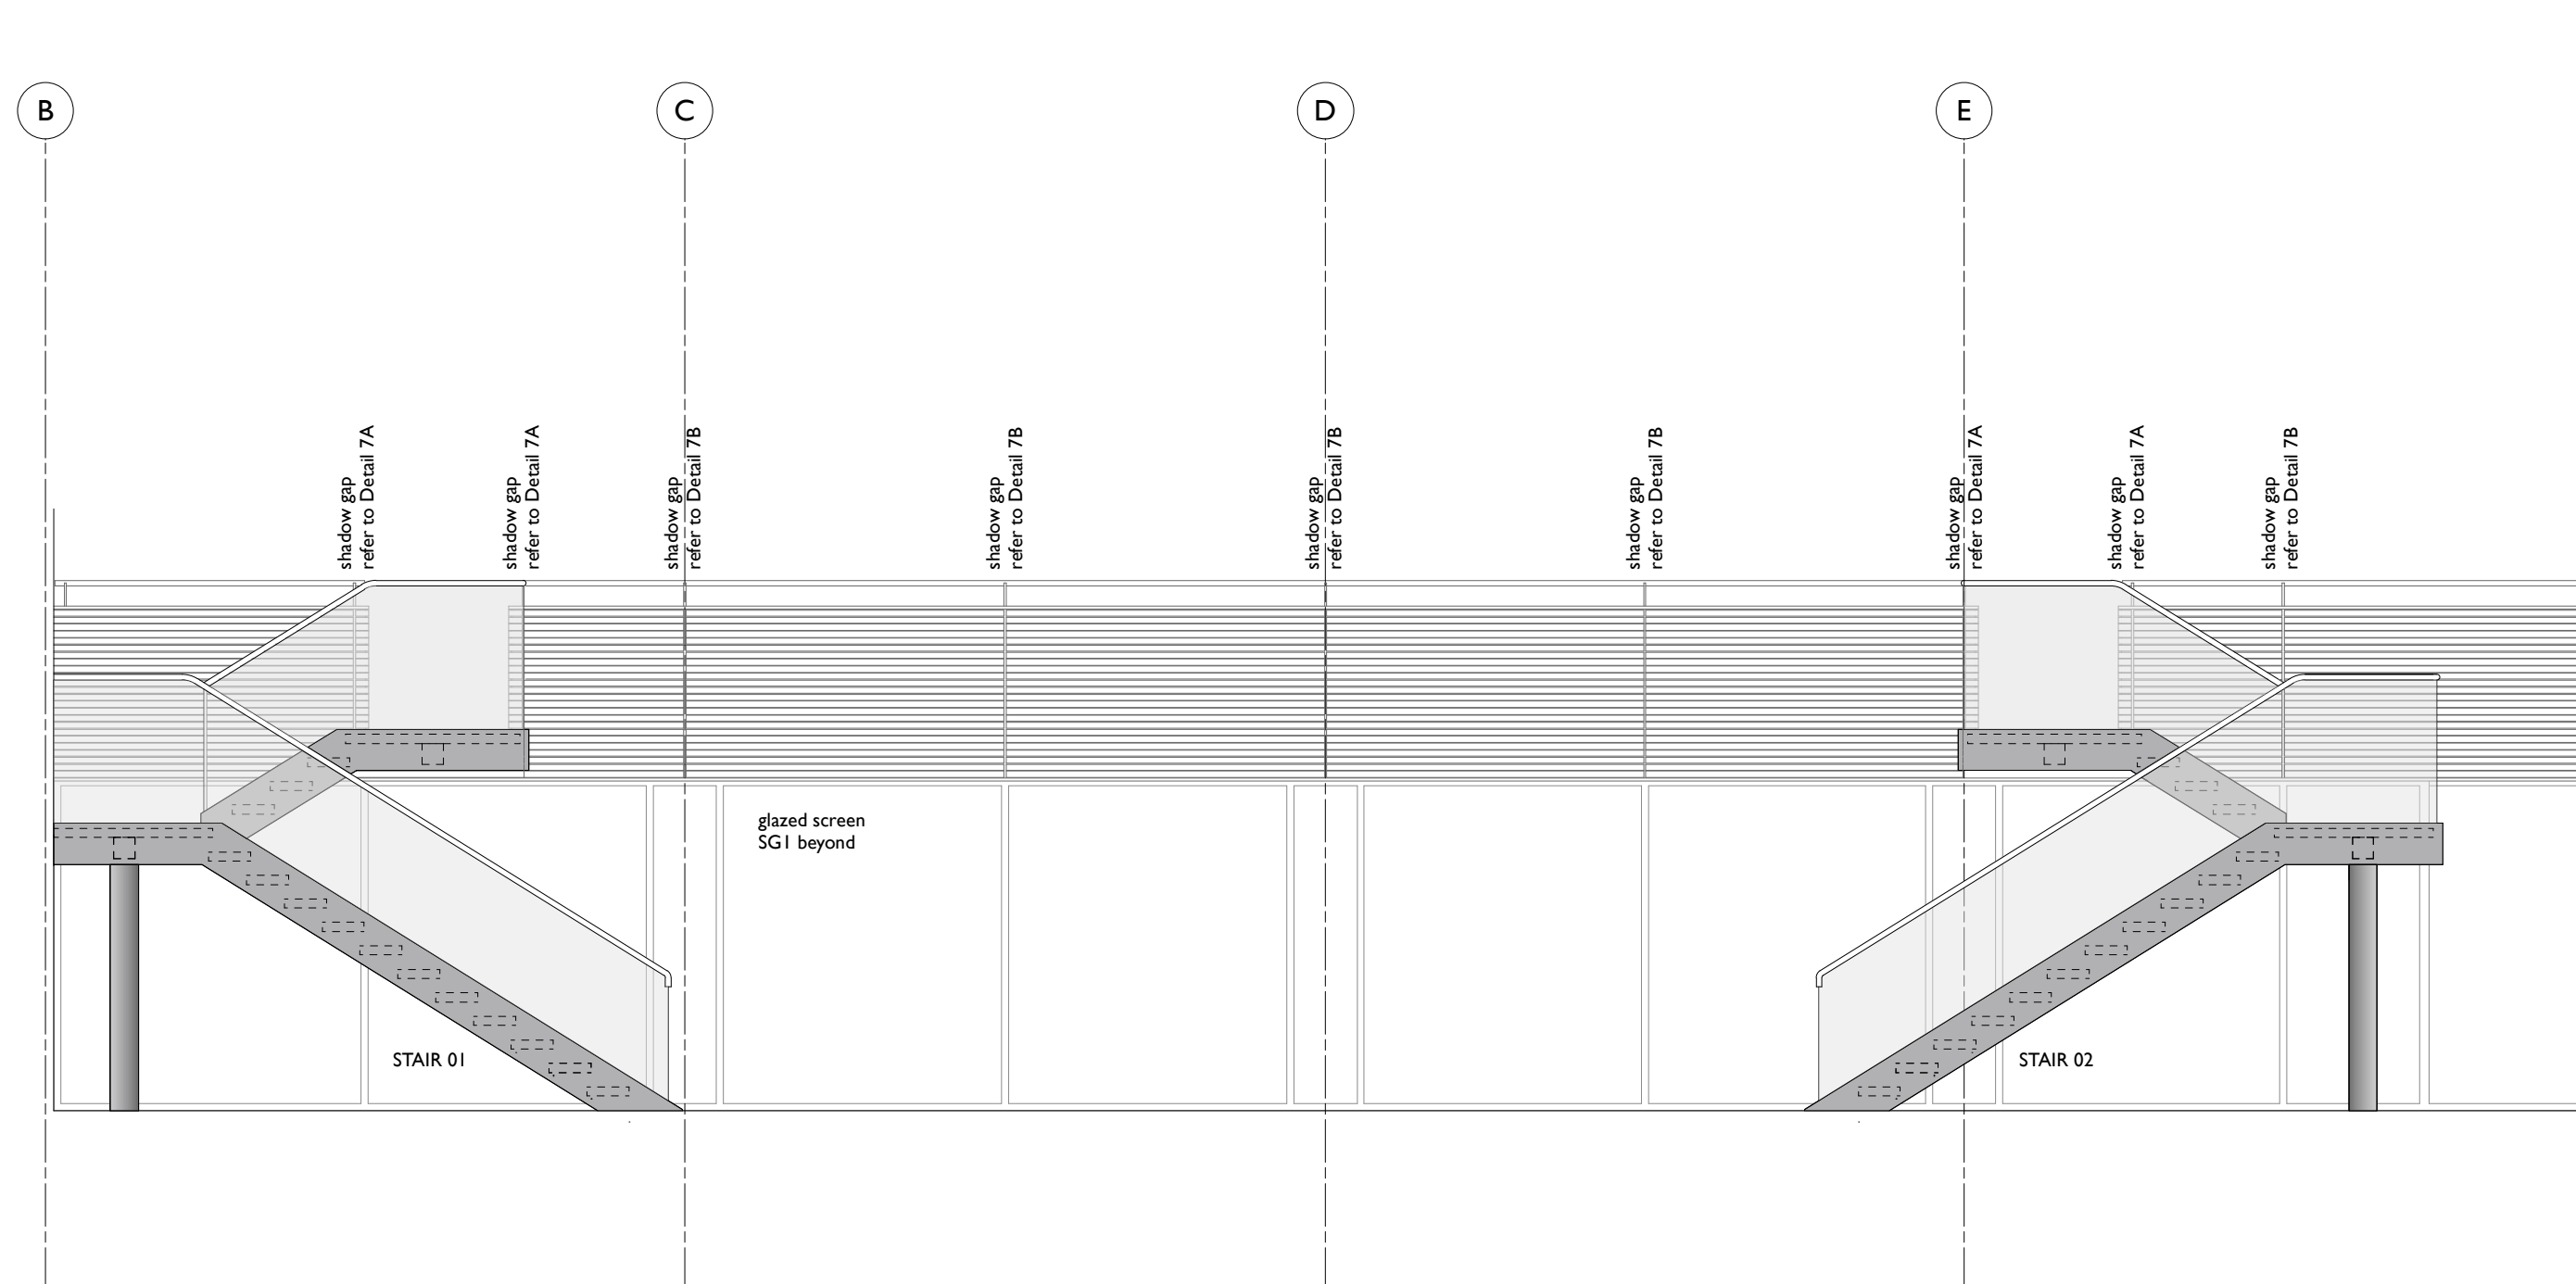 B
C
D
E
shadow gap
refer to Detail 7A
shadow gap
refer to Detail 7A
shadow gap
refer to Detail 7B
shadow gap
refer to Detail 7B
shadow gap
refer to Detail 7B
shadow gap
refer to Detail 7B
shadow gap
refer to Detail 7A
shadow gap
refer to Detail 7A
shadow gap
refer to Detail 7B
glazed screen
SG1 beyond
STAIR 01
STAIR 02